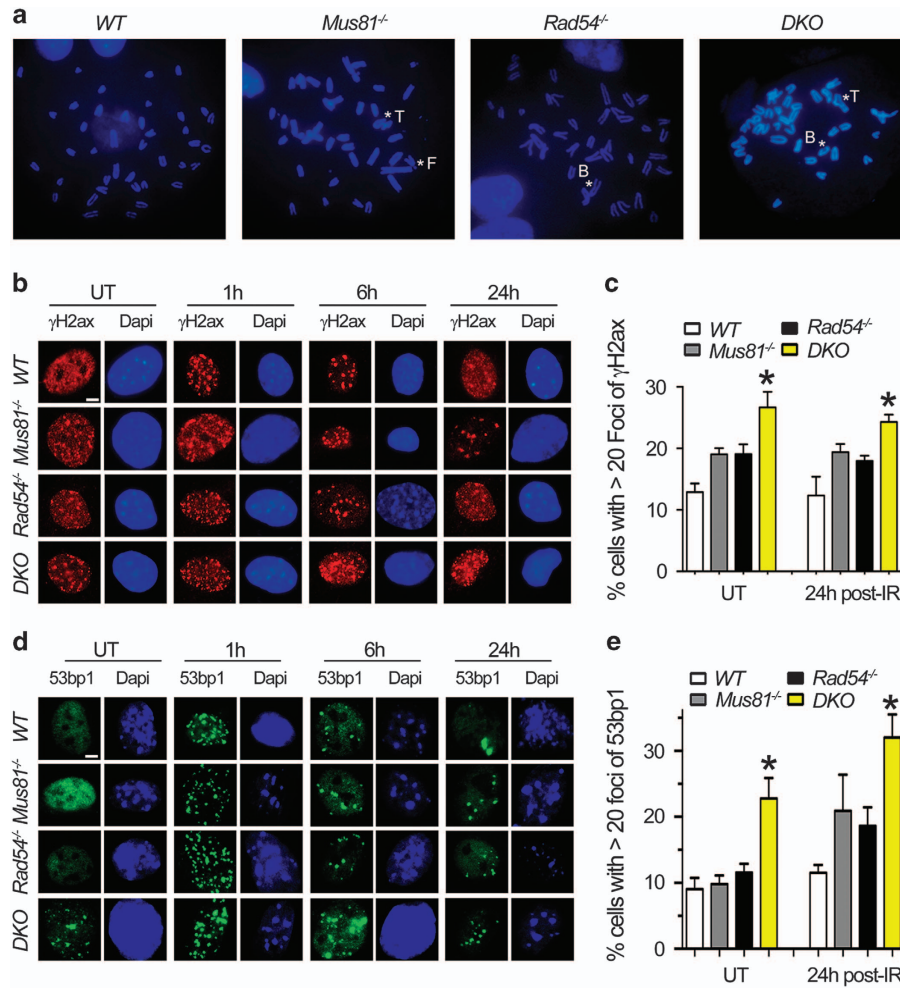 a
WT Mus81-/- Rad54-/- DKO
*T
*F
B
*
*T
B
*
b
UT 1h 6h 24h
γH2ax Dapi γH2ax Dapi γH2ax Dapi γH2ax Dapi
WT
Mus81-/-
Rad54-/-
DKO
c
WT Rad54-/-
Mus81-/- DKO
% cells with > 20 Foci of γH2ax
30
20
10
0
* *
UT 24h post-IR
d
UT 1h 6h 24h
53bp1 Dapi 53bp1 Dapi 53bp1 Dapi 53bp1 Dapi
WT
Mus81-/-
Rad54-/-
DKO
e
WT Rad54-/-
Mus81-/- DKO
% cells with > 20 foci of 53bp1
30
20
10
0
* *
UT 24h post-IR